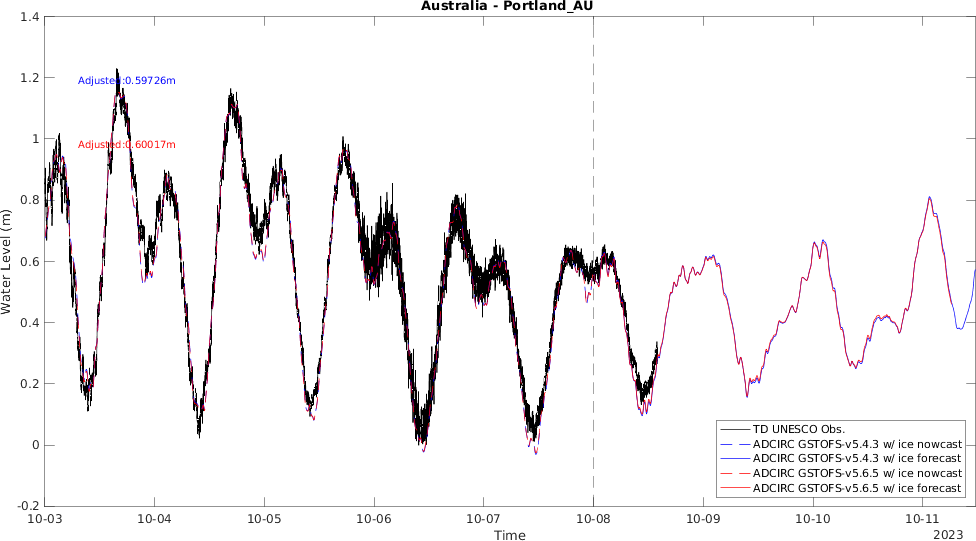 Australia - Portland_AU
1.4
1.2
1
0.8
0.6
0.4
0.2
0
-0.2
Water Level (m)
Adjusted:0.59726m
Adjusted:0.60017m
10-03
10-04
10-05
10-06
10-07
10-08
10-09
10-10
10-11
2023
Time
TD UNESCO Obs.
ADCIRC GSTOFS-v5.4.3 w/ ice nowcast
ADCIRC GSTOFS-v5.4.3 w/ ice forecast
ADCIRC GSTOFS-v5.6.5 w/ ice nowcast
ADCIRC GSTOFS-v5.6.5 w/ ice forecast